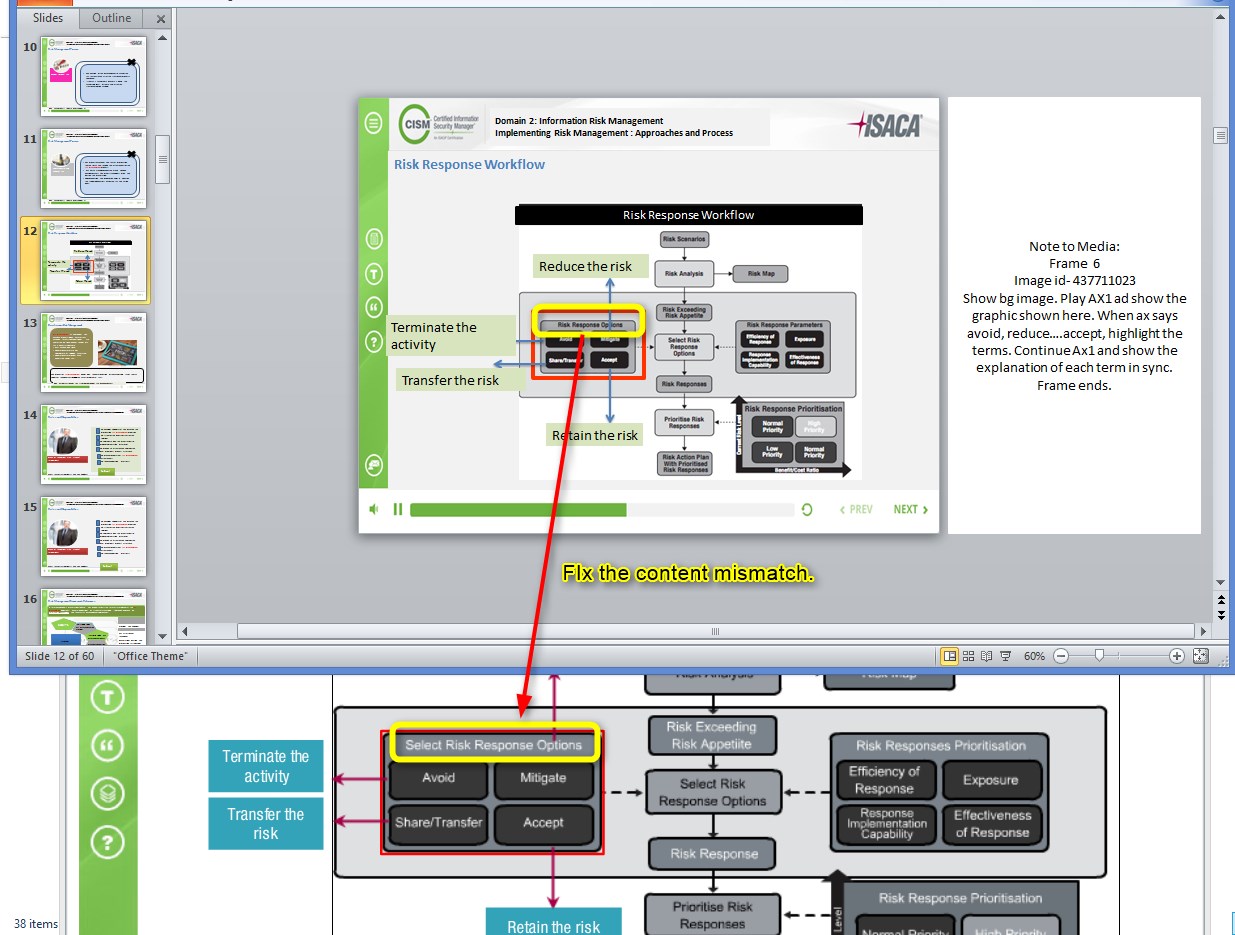 Slides
Outline
10
11
12
13
14
15
16
CISM
Certified Information
Security Manager
Domain 2: Information Risk Management
Implementing Risk Management : Approaches and Process
ISACA
Risk Response Workflow
Risk Response Workflow
Risk Scenarios
Reduce the risk
Risk Analysis
Risk Map
Risk Exceeding
Risk Appetite
Risk Response Options
Risk Response Parameters
Terminate the
activity
Avoid
Mitigate
Select Risk
Response
Options
Efficiency of
Response
Exposure
Share/Transfer
Accept
Response
Implementation
Capability
Effectiveness
of Response
Transfer the risk
Risk Responses
Prioritise Risk
Responses
Risk Response Prioritisation
Retain the risk
Current Risk Level
Normal
Priority
High
Priority
Low
Priority
Normal
Priority
Risk Action Plan
With Prioritised
Risk Responses
Benefit/Cost Ratio
PREV
NEXT
Note to Media:
Frame 6
Image id- 437711023
Show bg image. Play AX1 ad show the
graphic shown here. When ax says
avoid, reduce....accept, highlight the
terms. Continue Ax1 and show the
explanation of each term in sync.
Frame ends.
FIx the content mismatch.
Slide 12 of 60
"Office Theme"
60%
Risk Analysis
Risk Map
T
Select Risk Response Options
Risk Exceeding
Risk Appetiite
Risk Responses Prioritisation
Terminate the
activity
Avoid
Mitigate
Select Risk
Response Options
Efficiency of
Response
Exposure
Transfer the
risk
Share/Transfer
Accept
Response
Implementation
Capability
Effectiveness
of Response
Risk Response
Prioritise Risk
Responses
Risk Response Prioritisation
Retain the risk
Level
Normal Priority
High Priority
38 items